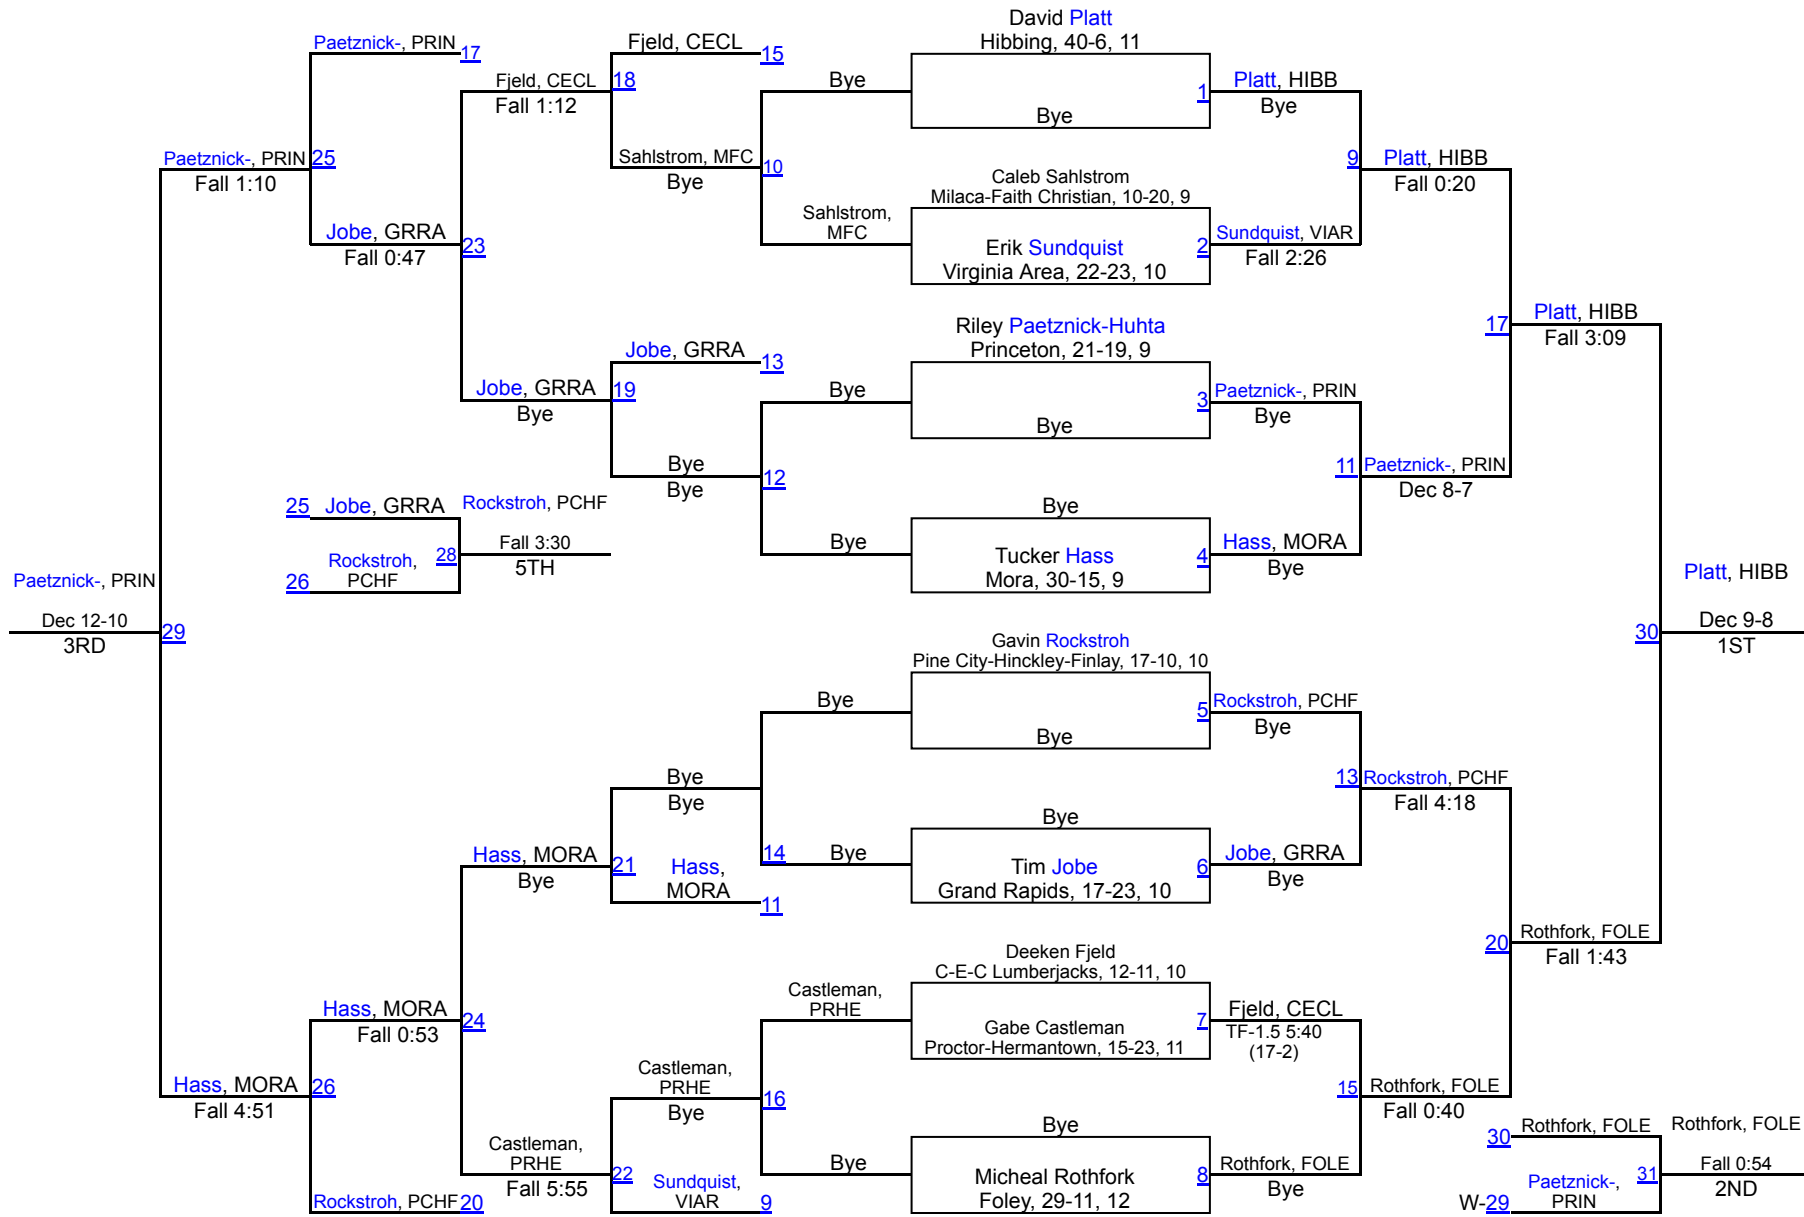 David Platt
Hibbing, 40-6, 11
Bye
1
Caleb Sahlstrom
Milaca-Faith Christian, 10-20, 9
Erik Sundquist
Virginia Area, 22-23, 10
2
Riley Paetznick-Huhta
Princeton, 21-19, 9
Bye
3
Bye
Tucker Hass
Mora, 30-15, 9
4
Gavin Rockstroh
Pine City-Hinckley-Finlay, 17-10, 10
Bye
5
Bye
Tim Jobe
Grand Rapids, 17-23, 10
6
Deeken Fjeld
C-E-C Lumberjacks, 12-11, 10
Gabe Castleman
Proctor-Hermantown, 15-23, 11
7
Bye
Micheal Rothfork
Foley, 29-11, 12
8
Platt, HIBB
Bye
Sundquist, VIAR
Fall 2:26
Paetznick-, PRIN
Bye
Hass, MORA
Bye
Rockstroh, PCHF
Bye
Jobe, GRRA
Bye
Fjeld, CECL
TF-1.5 5:40
(17-2)
Rothfork, FOLE
Bye
9
Platt, HIBB
Fall 0:20
11
Paetznick-, PRIN
Dec 8-7
13
Rockstroh, PCHF
Fall 4:18
15
Rothfork, FOLE
Fall 0:40
17
Platt, HIBB
Fall 3:09
20
Rothfork, FOLE
Fall 1:43
30
Platt, HIBB
Dec 9-8
1ST
30
Rothfork, FOLE
W-29
Paetznick-,
PRIN
31
Rothfork, FOLE
Fall 0:54
2ND
Bye
Sahlstrom,
MFC
Bye
Bye
Bye
Bye
Castleman,
PRHE
Bye
Fjeld, CECL
15
Sahlstrom, MFC
Bye
10
Jobe, GRRA
13
Bye
Bye
12
Bye
Bye
14
Hass,
MORA
11
Castleman,
PRHE
Bye
16
Sundquist,
VIAR
9
Fjeld, CECL
Fall 1:12
18
Jobe, GRRA
Bye
19
Hass, MORA
Bye
21
Castleman,
PRHE
Fall 5:55
22
Paetznick-, PRIN
17
Jobe, GRRA
Fall 0:47
23
Hass, MORA
Fall 0:53
24
Rockstroh, PCHF
20
Paetznick-, PRIN
Fall 1:10
25
Hass, MORA
Fall 4:51
26
25
Jobe, GRRA
26
Rockstroh,
PCHF
28
Rockstroh, PCHF
Fall 3:30
5TH
Paetznick-, PRIN
Dec 12-10
3RD
29